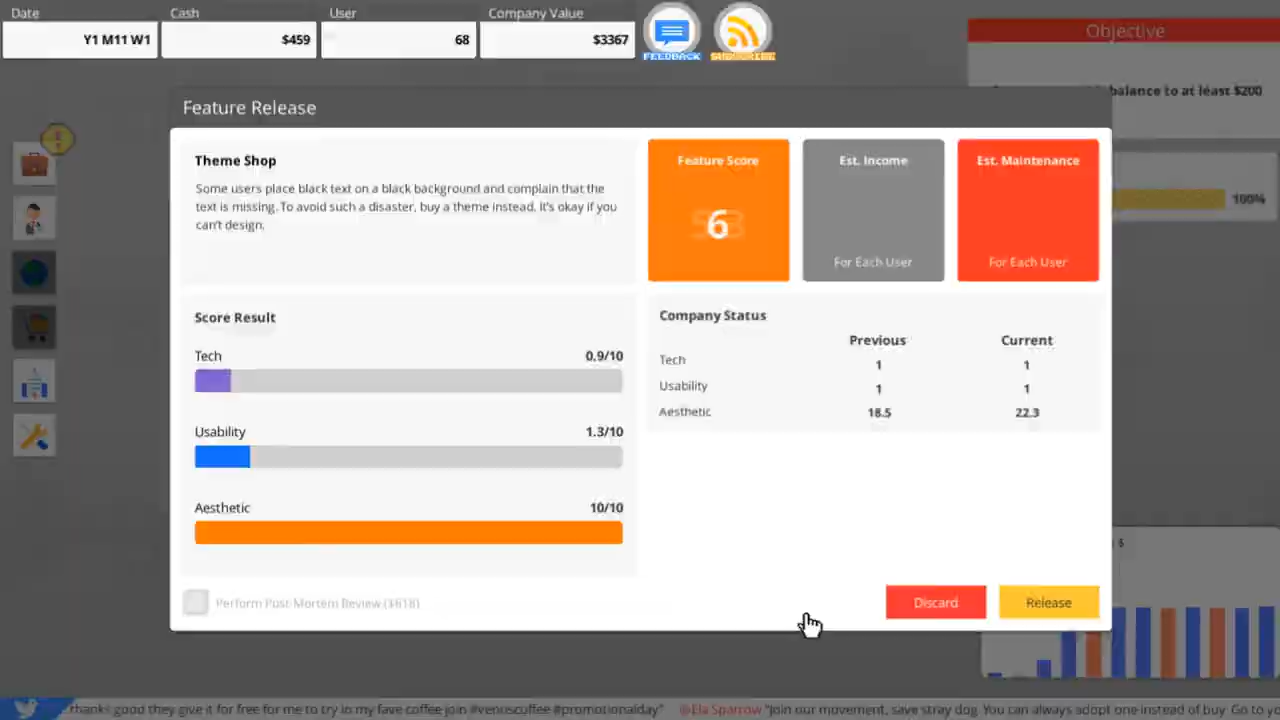 Date
Cash
User
Company Value
Y1 M11 W1
$459
68
$3367
FEEDBACK
SUBSCRIBE
Objective
balance to at least $200
Feature Release
Theme Shop
Some users place black text on a black background and complain that the
text is missing. To avoid such a disaster, buy a theme instead. It's okay if you
can't design.
Feature Score
6
Est. Income
For Each User
Est. Maintenance
For Each User
100%
Score Result
Tech
0.9/10
Usability
1.3/10
Aesthetic
10/10
Company Status
Previous
Current
Tech
1
1
Usability
1
1
Aesthetic
18.5
22.3
Perform Post-Mortem Review ($618)
Discard
Release
thanks good they give it for free for me to try in my fave coffee join #venuscoffee #promotionalday"
@Ela Sparrow "Join our movement, save stray dog. You can always adopt one instead of buy. Go to